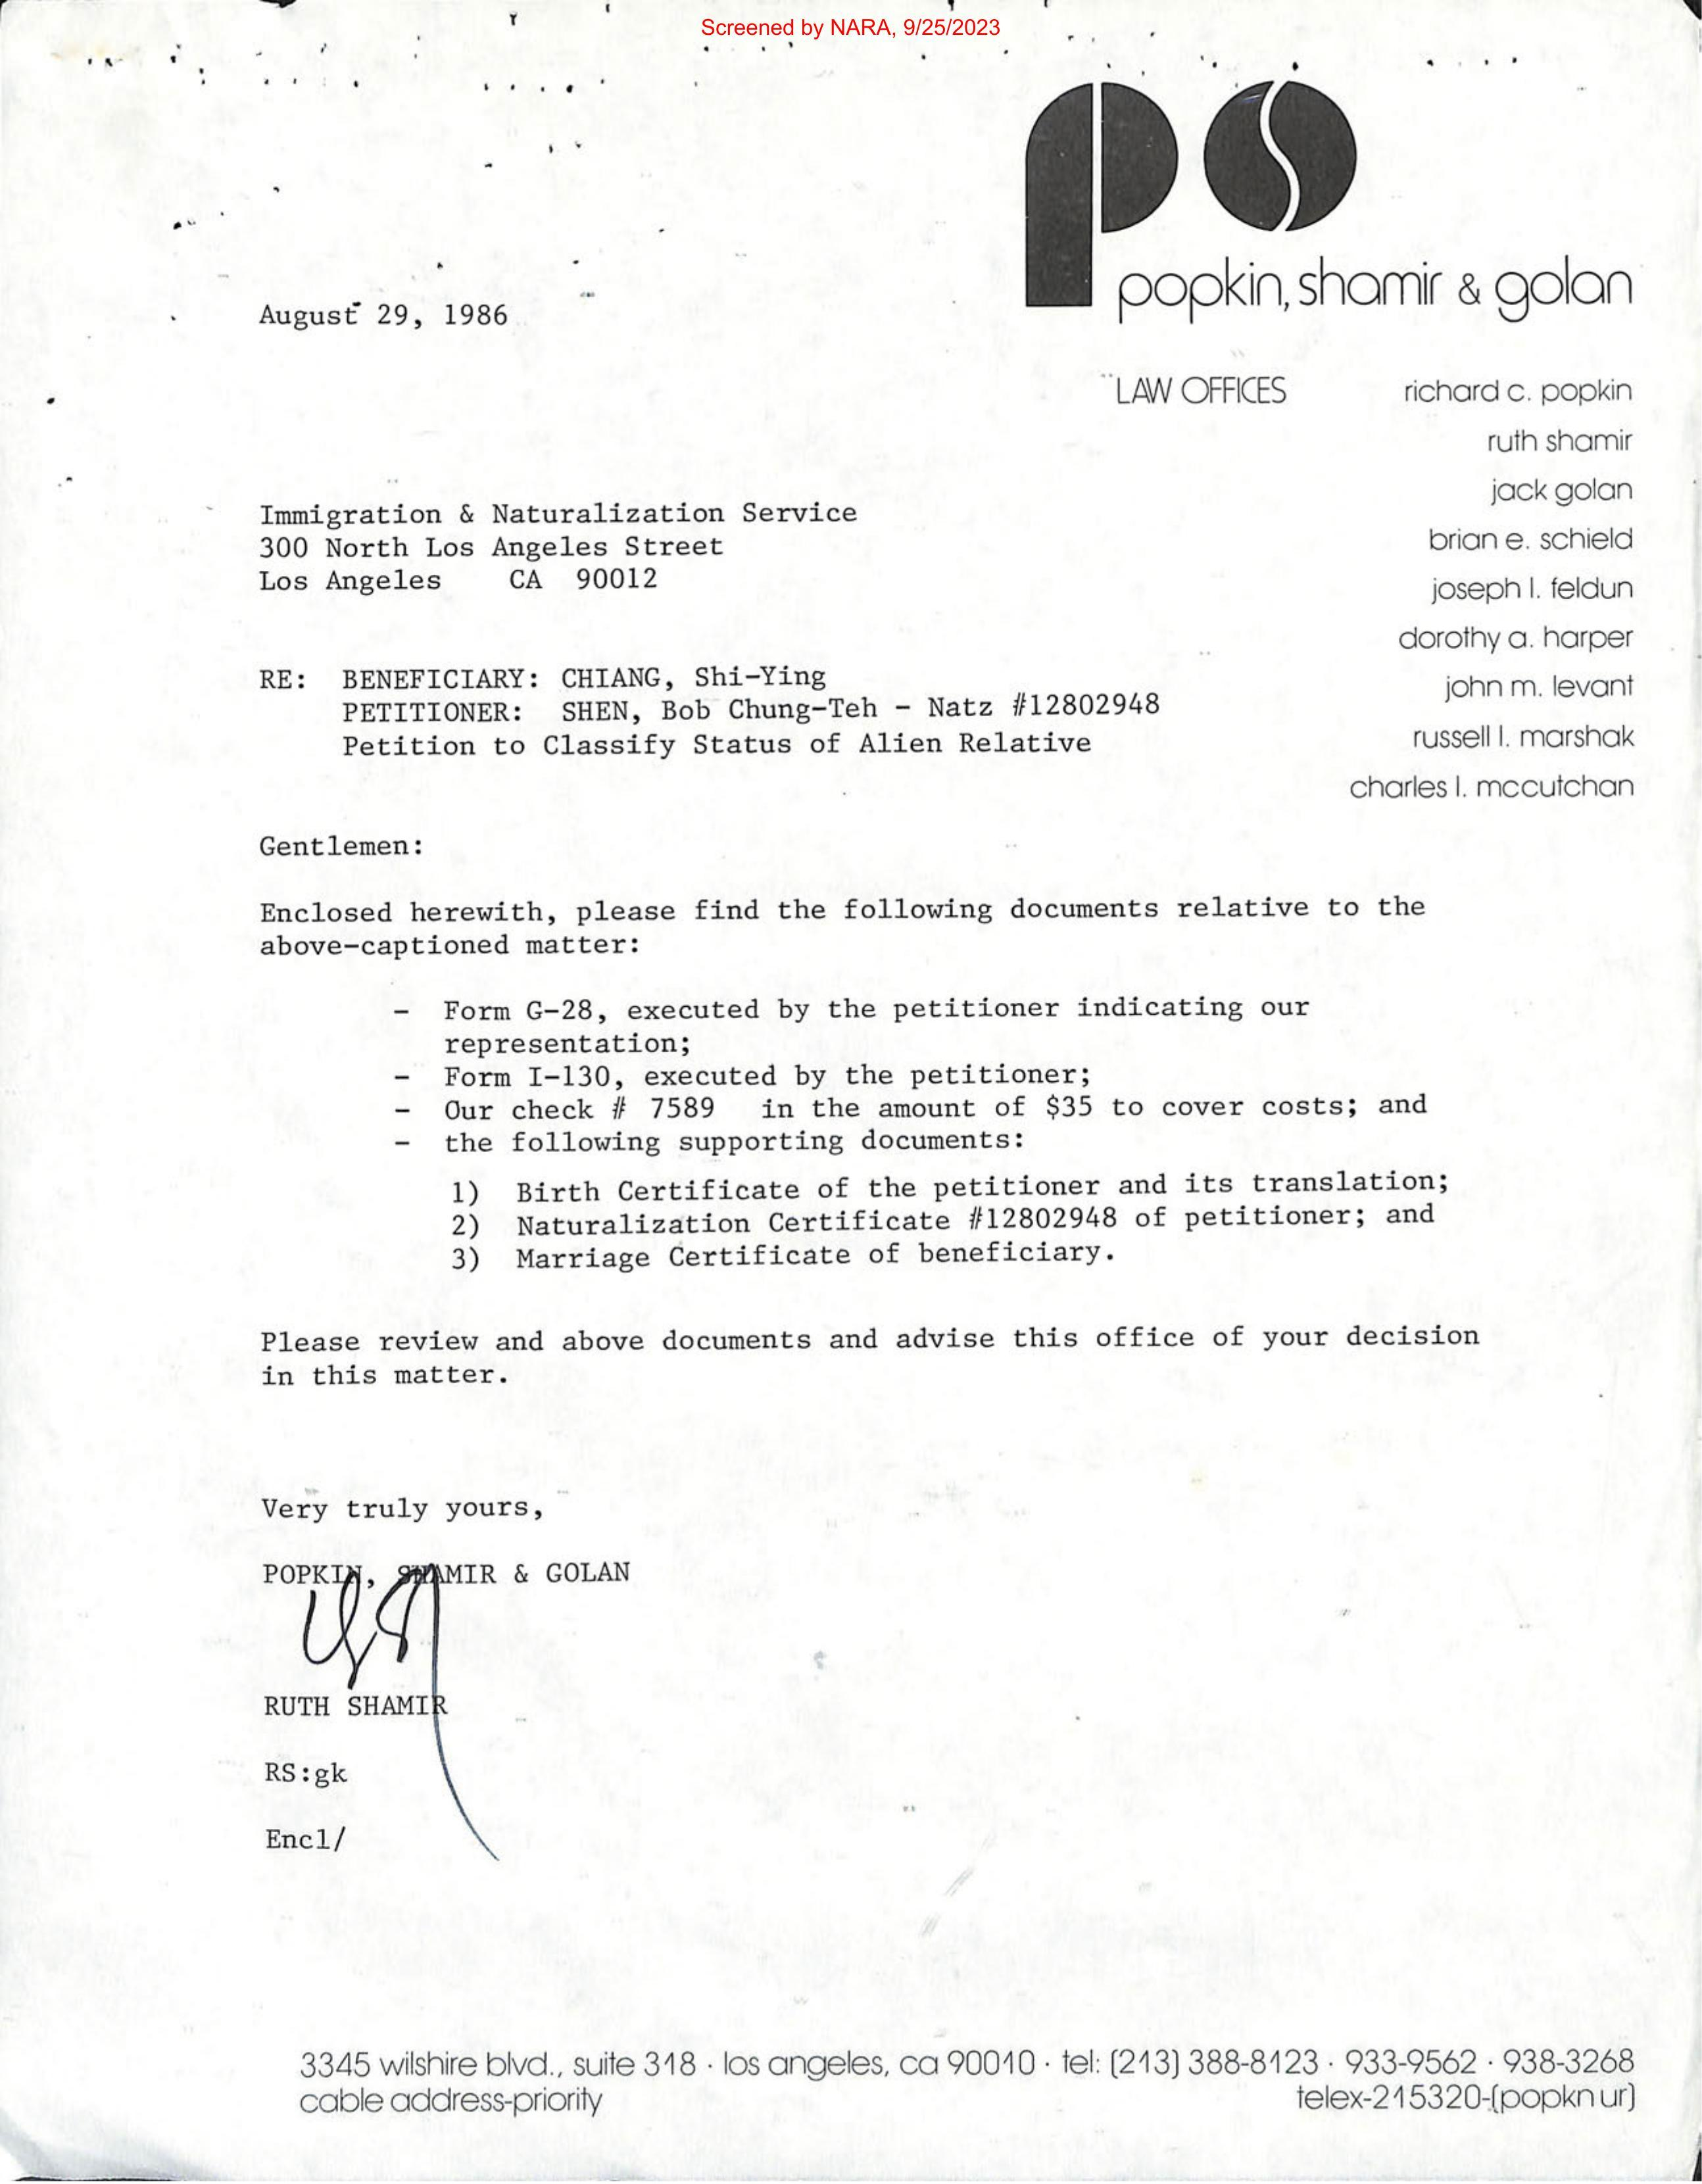 Screened by NARA, 9/25/2023
ps
popkin, shamir & golan
August 29, 1986
LAW OFFICES
richard c. popkin
ruth shamir
jack golan
brian e. schield
joseph l. feldun
dorothy a. harper
john m. levant
russell l. marshak
charles l. mccutchan
Immigration & Naturalization Service
300 North Los Angeles Street
Los Angeles CA 90012
RE: BENEFICIARY: CHIANG, Shi-Ying
PETITIONER: SHEN, Bob Chung-Teh - Natz #12802948
Petition to Classify Status of Alien Relative
Gentlemen:
Enclosed herewith, please find the following documents relative to the
above-captioned matter:
- Form G-28, executed by the petitioner indicating our
representation;
- Form I-130, executed by the petitioner;
- Our check # 7589 in the amount of $35 to cover costs; and
- the following supporting documents:
1) Birth Certificate of the petitioner and its translation;
2) Naturalization Certificate #12802948 of petitioner; and
3) Marriage Certificate of beneficiary.
Please review and above documents and advise this office of your decision
in this matter.
Very truly yours,
POPKIN, SHAMIR & GOLAN
RUTH SHAMIR
RS:gk
Encl/
3345 wilshire blvd., suite 318 · los angeles, ca 90010 · tel: (213) 388-8123 · 933-9562 · 938-3268
cable address-priority
telex-215320-(popkn ur)